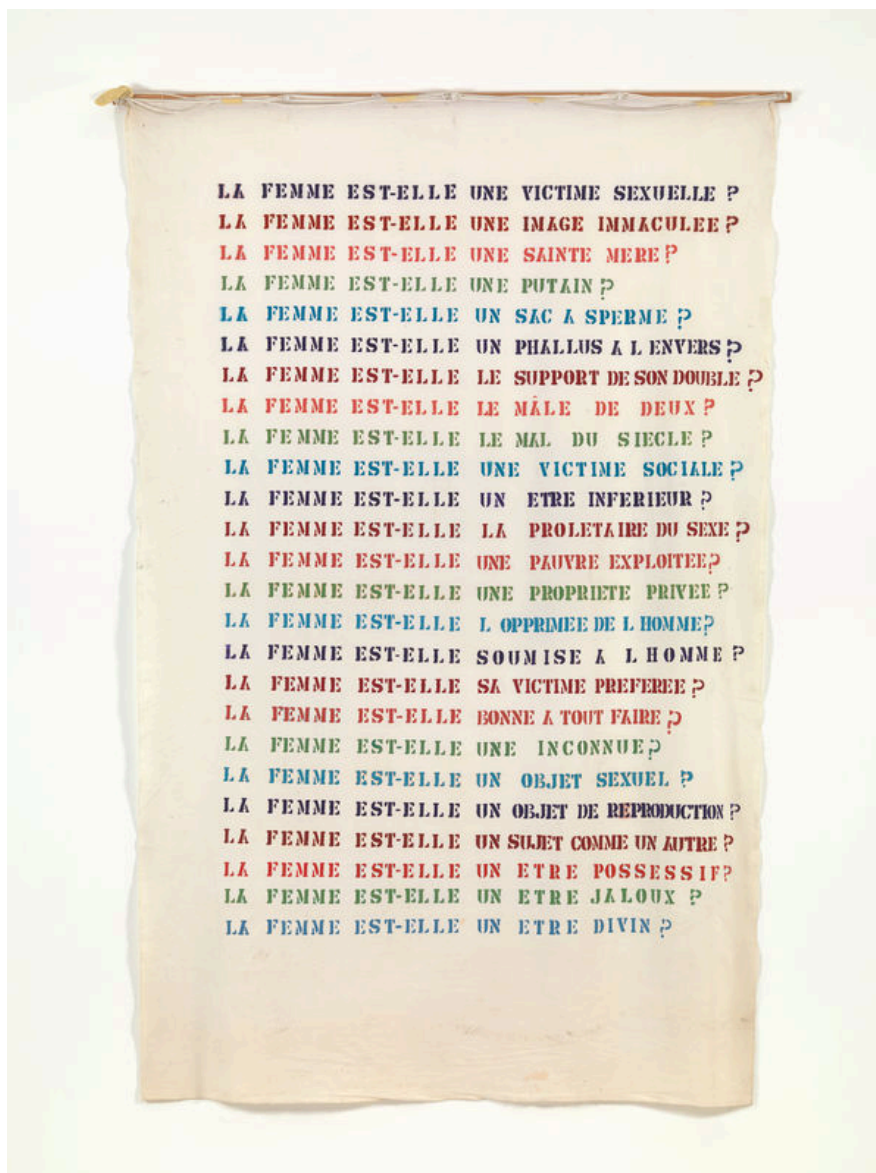 LA FEMME EST-ELLE UNE VICTIME SEXUELLE ?
LA FEMME EST-ELLE UNE IMAGE IMMACULEE ?
LA FEMME EST-ELLE UNE SAINTE MERE ?
LA FEMME EST-ELLE UNE PUTAIN ?
LA FEMME EST-ELLE UN SAC A SPERME ?
LA FEMME EST-ELLE UN PHALLUS A L ENVERS ?
LA FEMME EST-ELLE LE SUPPORT DE SON DOUBLE ?
LA FEMME EST-ELLE LE MÂLE DE DEUX ?
LA FEMME EST-ELLE LE MAL DU SIECLE ?
LA FEMME EST-ELLE UNE VICTIME SOCIALE ?
LA FEMME EST-ELLE UN ETRE INFERIEUR ?
LA FEMME EST-ELLE LA PROLETAIRE DU SEXE ?
LA FEMME EST-ELLE UNE PAUVRE EXPLOITEE ?
LA FEMME EST-ELLE UNE PROPRIETE PRIVEE ?
LA FEMME EST-ELLE L OPPRIMEE DE L HOMME ?
LA FEMME EST-ELLE SOUMISE A L HOMME ?
LA FEMME EST-ELLE SA VICTIME PREFEREE ?
LA FEMME EST-ELLE BONNE A TOUT FAIRE ?
LA FEMME EST-ELLE UNE INCONNUE ?
LA FEMME EST-ELLE UN OBJET SEXUEL ?
LA FEMME EST-ELLE UN OBJET DE REPRODUCTION ?
LA FEMME EST-ELLE UN SUJET COMME UN AUTRE ?
LA FEMME EST-ELLE UN ETRE POSSESSIF ?
LA FEMME EST-ELLE UN ETRE JALOUX ?
LA FEMME EST-ELLE UN ETRE DIVIN ?